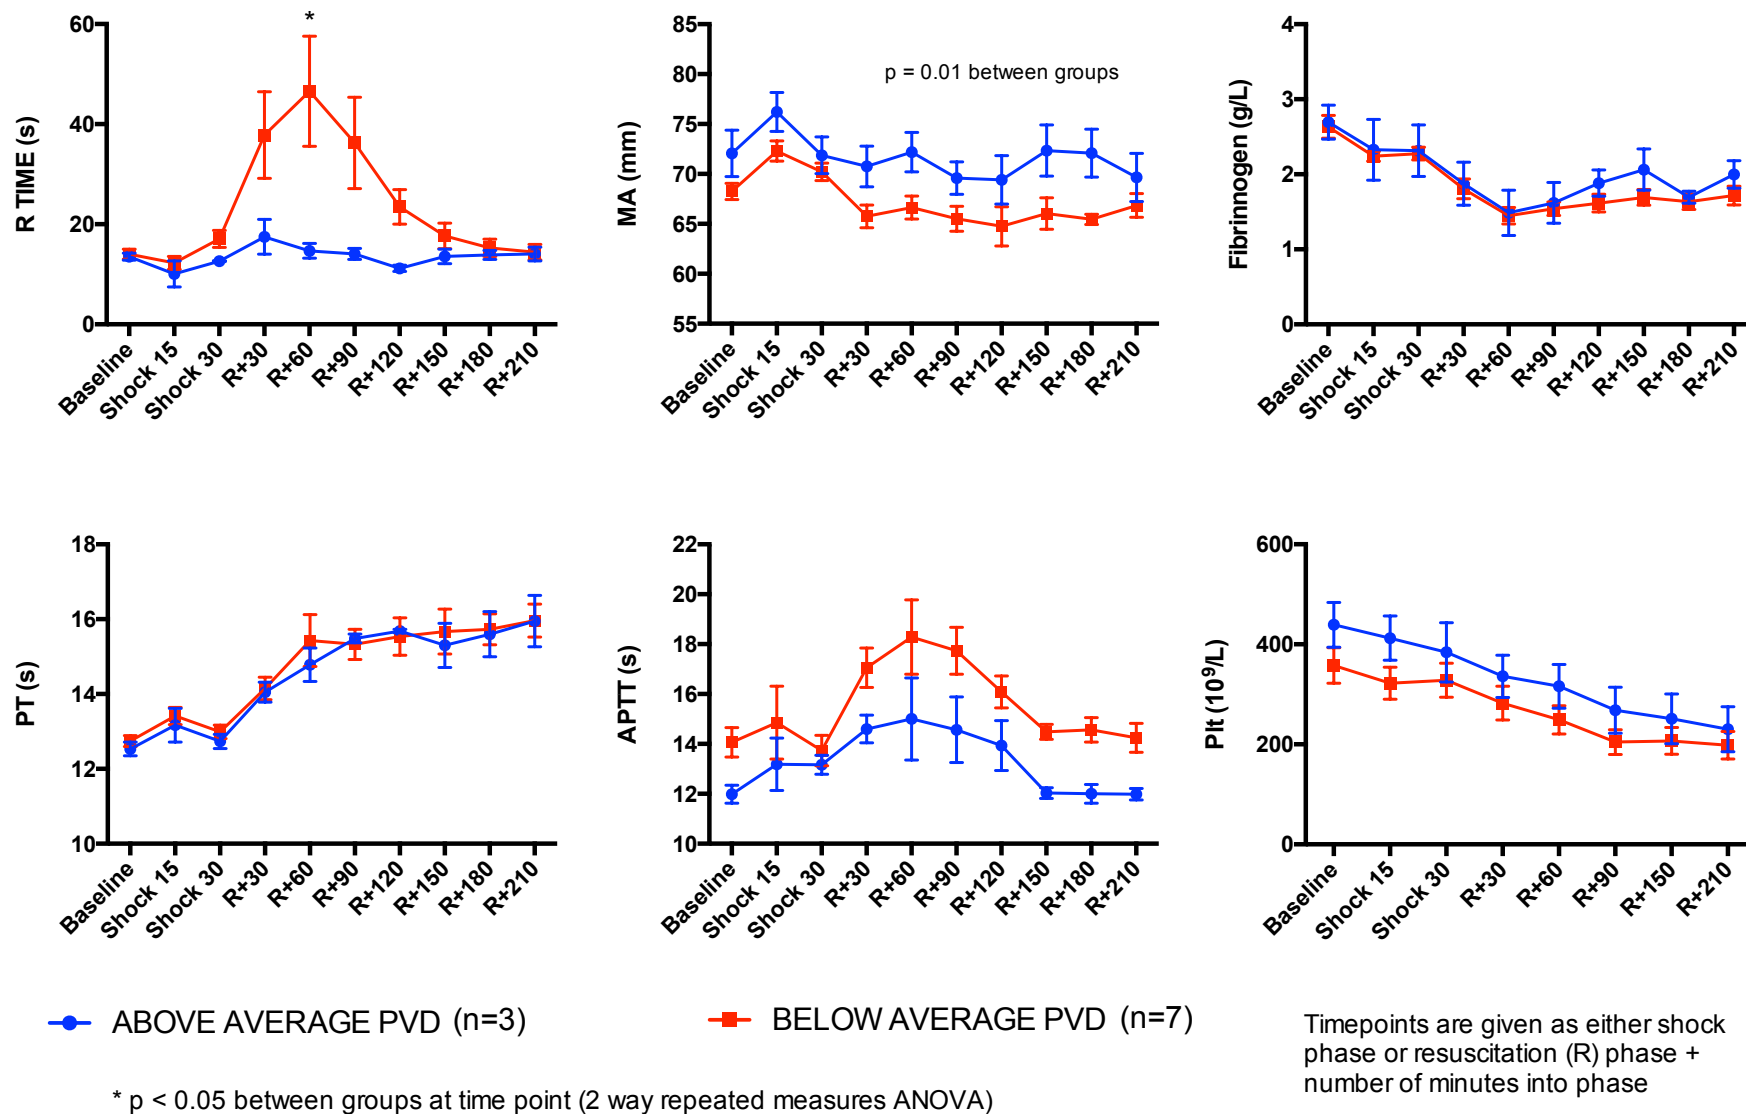 *
60
40
20
0
R TIME (s)
Baseline
Shock 15
Shock 30
R+30
R+60
R+90
R+120
R+150
R+180
R+210
85
80
75
70
65
60
55
MA (mm)
p = 0.01 between groups
Baseline
Shock 15
Shock 30
R+30
R+60
R+90
R+120
R+150
R+180
R+210
4
3
2
1
0
Fibrinnogen (g/L)
Baseline
Shock 15
Shock 30
R+30
R+60
R+90
R+120
R+150
R+180
R+210
18
16
14
12
10
PT (s)
Baseline
Shock 15
Shock 30
R+30
R+60
R+90
R+120
R+150
R+180
R+210
22
20
18
16
14
12
10
APTT (s)
Baseline
Shock 15
Shock 30
R+30
R+60
R+90
R+120
R+150
R+180
R+210
600
400
200
0
Plt (10⁹/L)
Baseline
Shock 15
Shock 30
R+30
R+60
R+90
R+150
R+210
ABOVE AVERAGE PVD (n=3)
BELOW AVERAGE PVD (n=7)
Timepoints are given as either shock
phase or resuscitation (R) phase +
number of minutes into phase
* p < 0.05 between groups at time point (2 way repeated measures ANOVA)